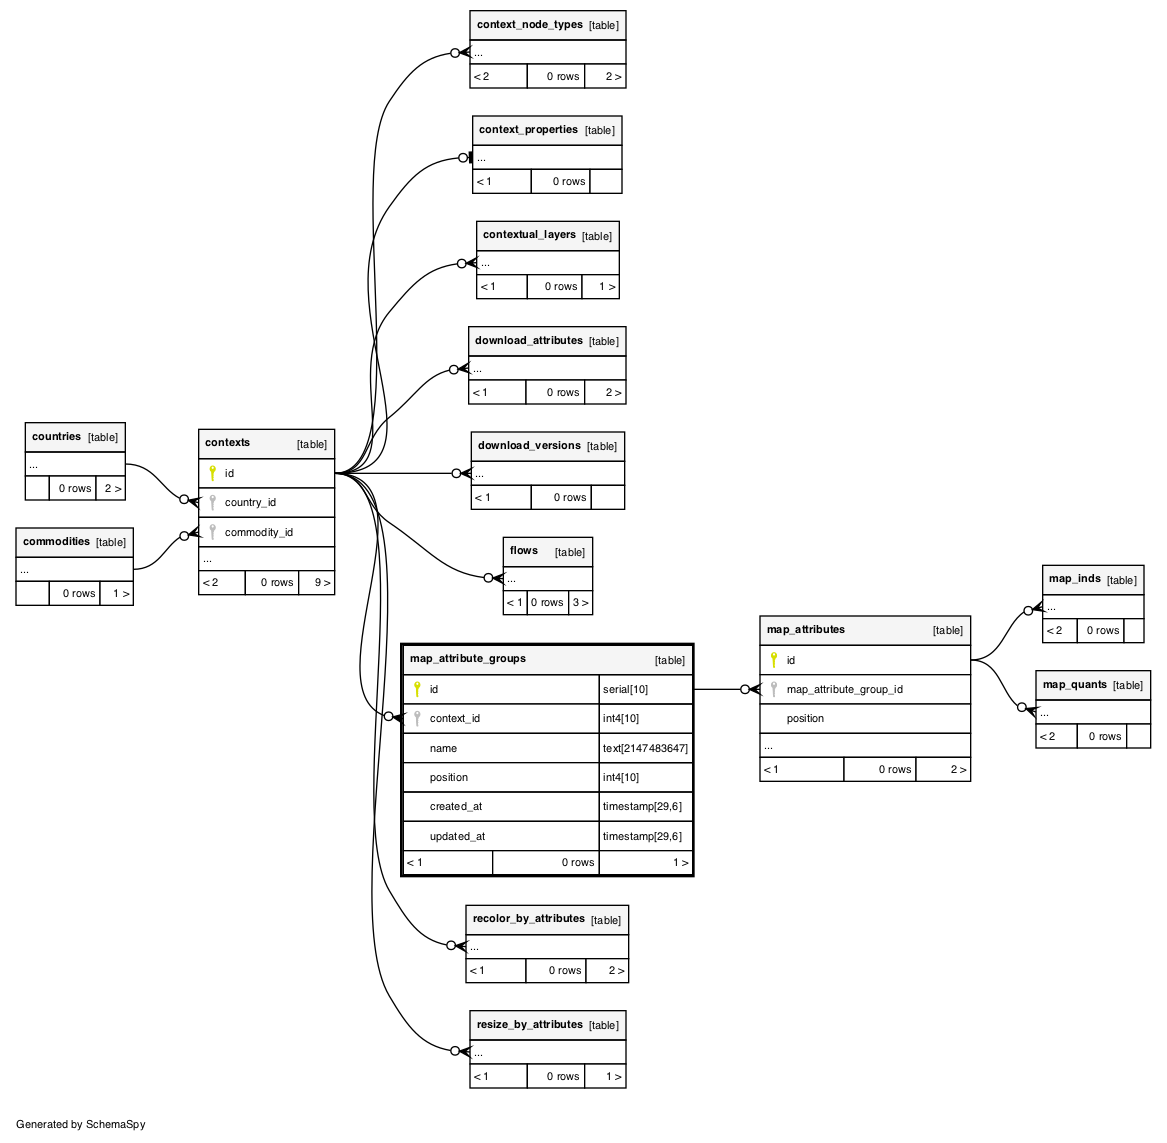 context_node_types [table]
...
< 2 0 rows 2 >
context_properties [table]
...
< 1 0 rows
contextual_layers [table]
...
< 1 0 rows 1 >
download_attributes [table]
...
< 1 0 rows 2 >
countries [table]
...
0 rows 2 >
commodities [table]
...
0 rows 1 >
contexts [table]
id
country_id
commodity_id
...
< 2 0 rows 9 >
download_versions [table]
...
< 1 0 rows
flows [table]
...
< 1 0 rows 3 >
map_attribute_groups [table]
id serial[10]
context_id int4[10]
name text[2147483647]
position int4[10]
created_at timestamp[29,6]
updated_at timestamp[29,6]
< 1 0 rows 1 >
map_attributes [table]
id
map_attribute_group_id
position
...
< 1 0 rows 2 >
map_inds [table]
...
< 2 0 rows
map_quants [table]
...
< 2 0 rows
recolor_by_attributes [table]
...
< 1 0 rows 2 >
resize_by_attributes [table]
...
< 1 0 rows 1 >
Generated by SchemaSpy